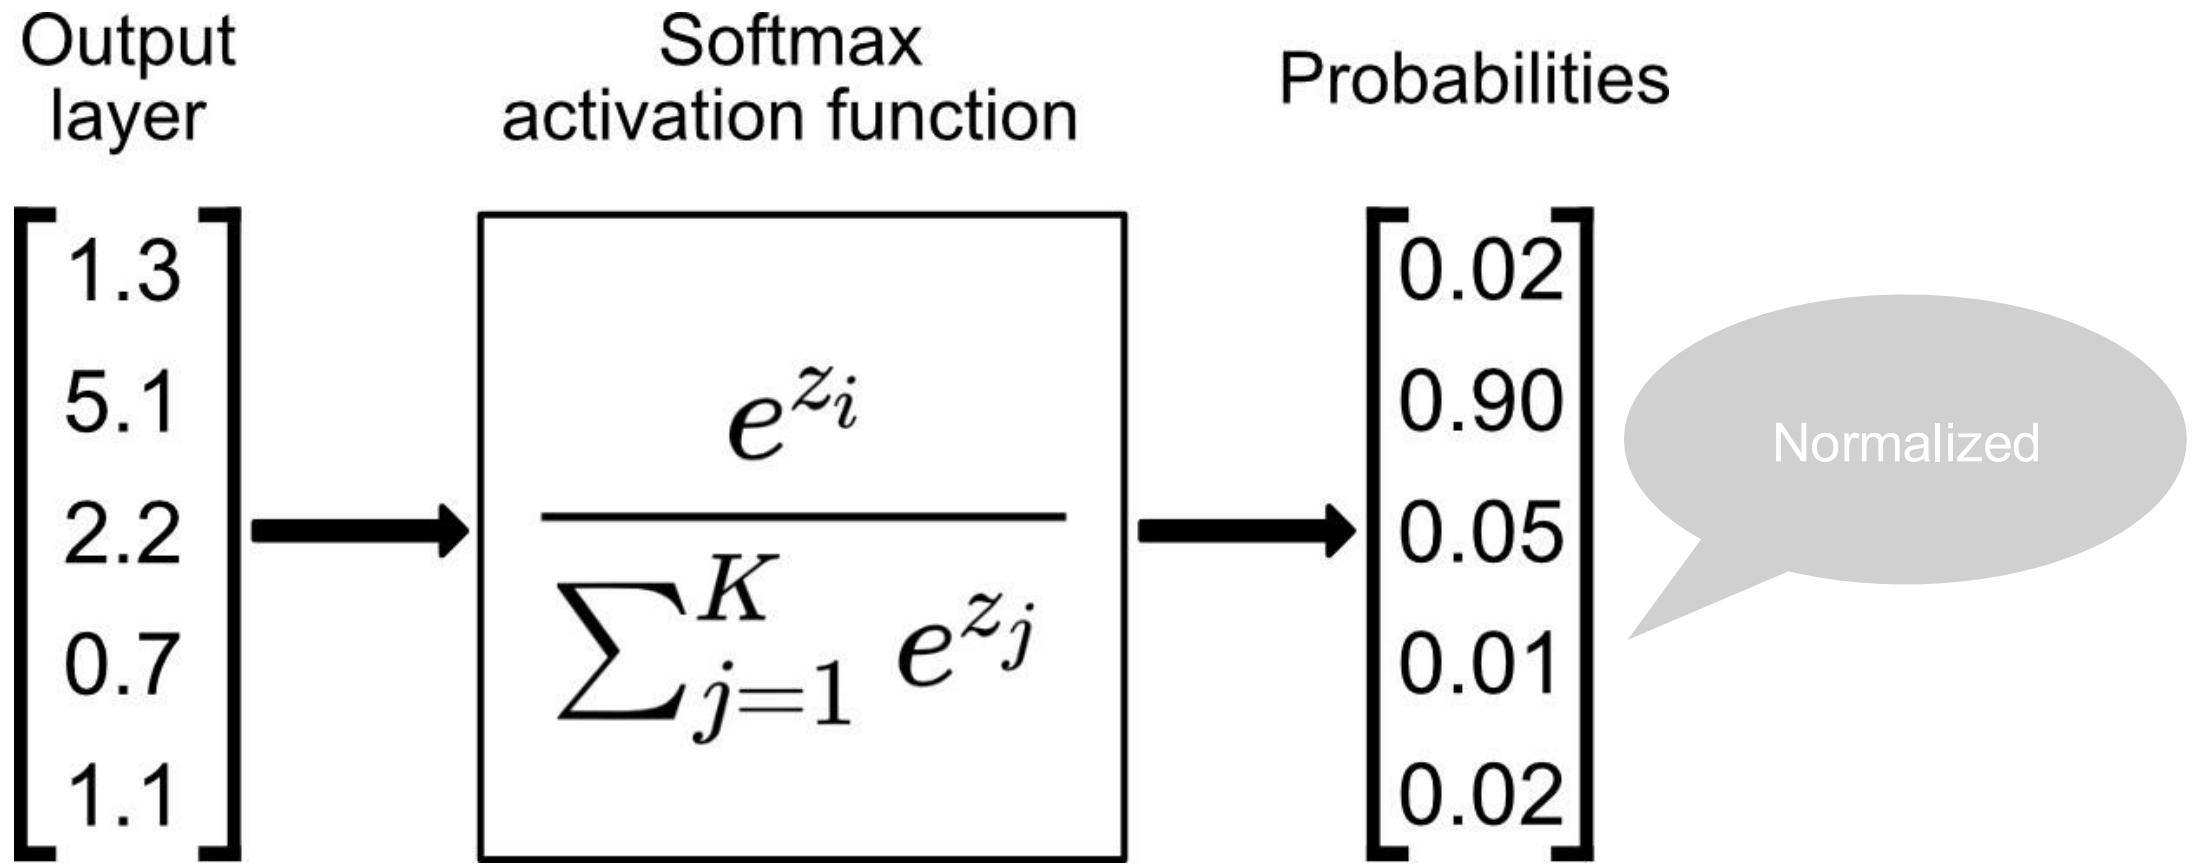 Output
layer
Softmax
activation function
Probabilities
1.3
5.1
2.2
0.7
1.1
e^{z_i}
∑_{j=1}^{K} e^{z_j}
0.02
0.90
0.05
0.01
0.02
Normalized